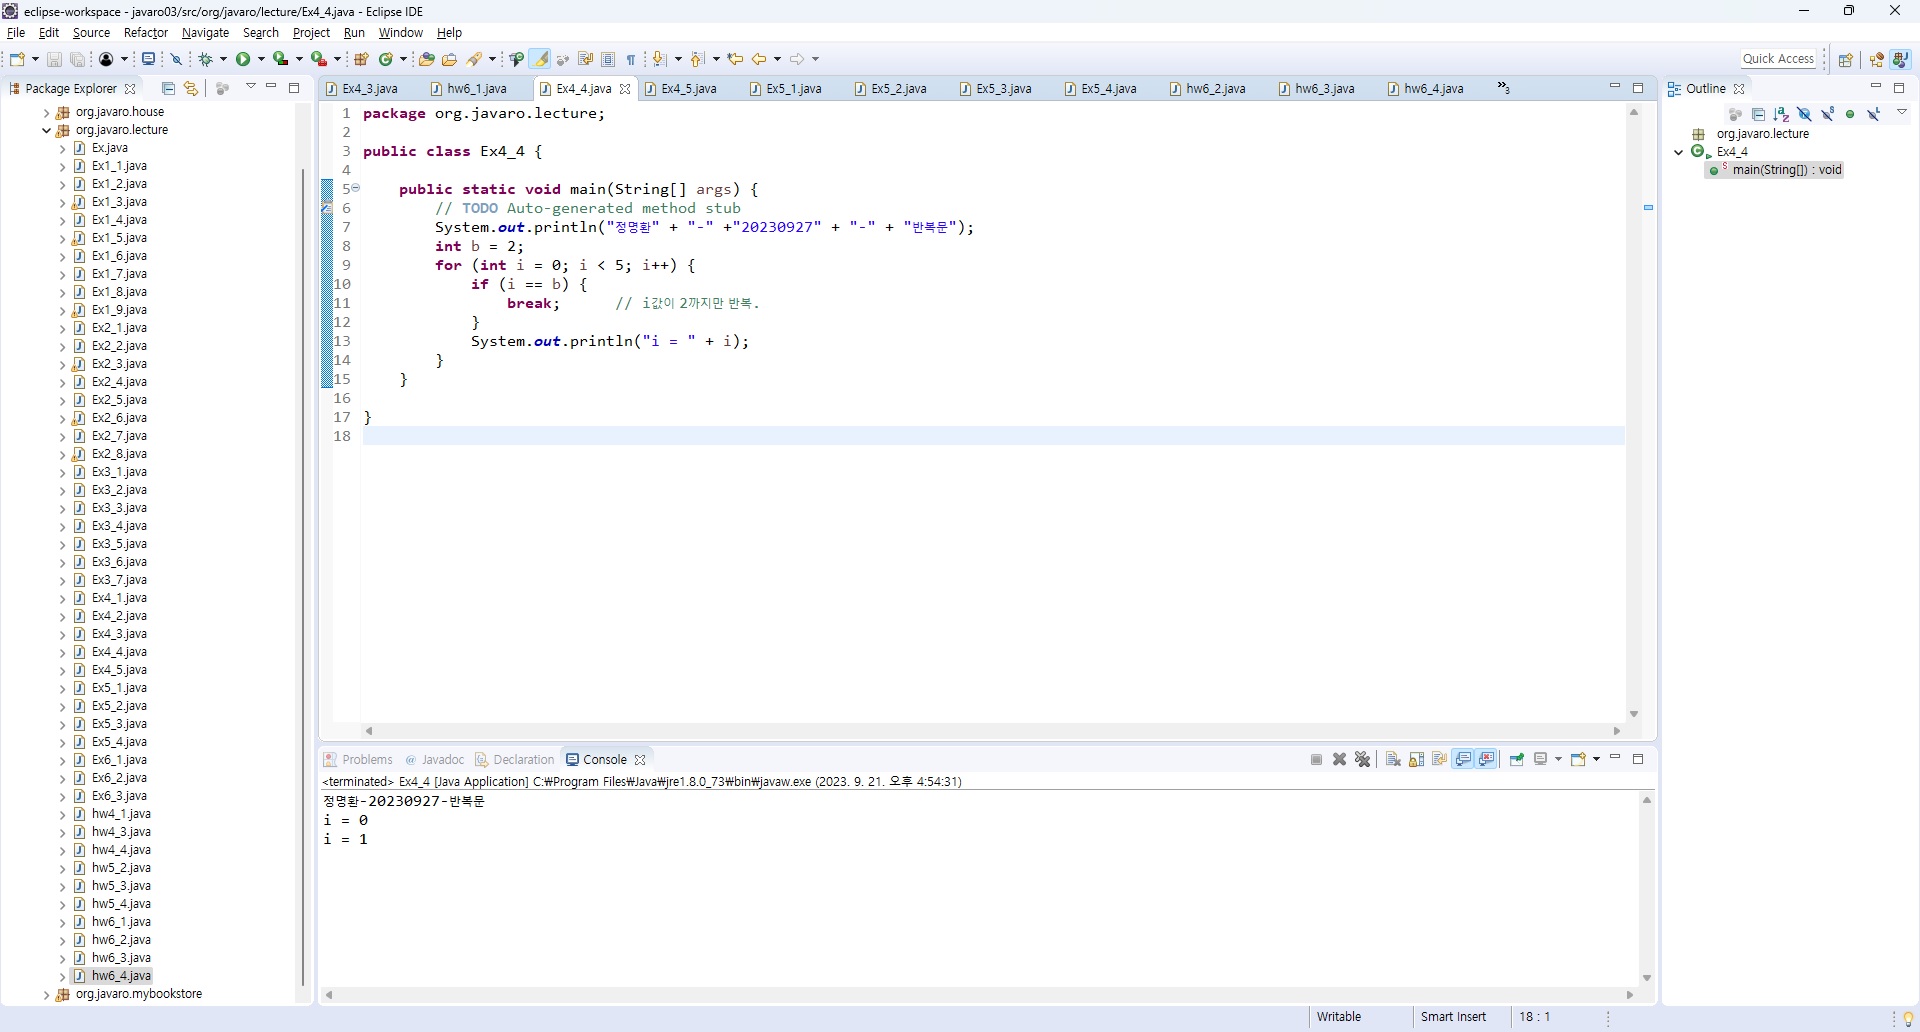 eclipse-workspace - javaro03/src/org/javaro/lecture/Ex4_4.java - Eclipse IDE
File Edit Source Refactor Navigate Search Project Run Window Help
Quick Access
Package Explorer
org.javaro.house
org.javaro.lecture
Ex.java
Ex1_1.java
Ex1_2.java
Ex1_3.java
Ex1_4.java
Ex1_5.java
Ex1_6.java
Ex1_7.java
Ex1_8.java
Ex1_9.java
Ex2_1.java
Ex2_2.java
Ex2_3.java
Ex2_4.java
Ex2_5.java
Ex2_6.java
Ex2_7.java
Ex2_8.java
Ex3_1.java
Ex3_2.java
Ex3_3.java
Ex3_4.java
Ex3_5.java
Ex3_6.java
Ex3_7.java
Ex4_1.java
Ex4_2.java
Ex4_3.java
Ex4_4.java
Ex4_5.java
Ex5_1.java
Ex5_2.java
Ex5_3.java
Ex5_4.java
Ex6_1.java
Ex6_2.java
Ex6_3.java
hw4_1.java
hw4_3.java
hw4_4.java
hw5_2.java
hw5_3.java
hw5_4.java
hw6_1.java
hw6_2.java
hw6_3.java
hw6_4.java
org.javaro.mybookstore
Ex4_3.java hw6_1.java Ex4_4.java Ex4_5.java Ex5_1.java Ex5_2.java Ex5_3.java Ex5_4.java hw6_2.java hw6_3.java hw6_4.java »3
1 package org.javaro.lecture;
2
3 public class Ex4_4 {
4
5 public static void main(String[] args) {
6 // TODO Auto-generated method stub
7 System.out.println("정명환" + "-" +"20230927" + "-" + "반복문");
8 int b = 2;
9 for (int i = 0; i < 5; i++) {
10 if (i == b) {
11 break; // i값이 2까지만 반복.
12 }
13 System.out.println("i = " + i);
14 }
15 }
16
17 }
18
Problems @ Javadoc Declaration Console
<terminated> Ex4_4 [Java Application] C:₩Program Files₩Java₩jre1.8.0_73₩bin₩javaw.exe (2023. 9. 21. 오후 4:54:31)
정명환-20230927-반복문
i = 0
i = 1
Outline
org.javaro.lecture
Ex4_4
main(String[]) : void
Writable Smart Insert 18 : 1